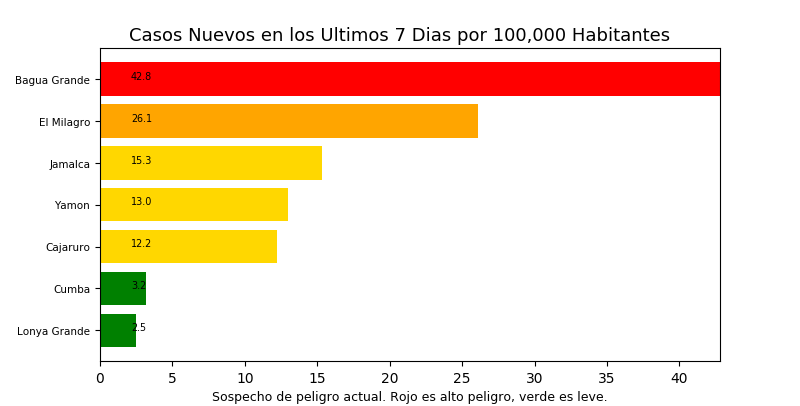 Casos Nuevos en los Ultimos 7 Dias por 100,000 Habitantes
Bagua Grande 42.8
El Milagro 26.1
Jamalca 15.3
Yamon 13.0
Cajaruro 12.2
Cumba 3.2
Lonya Grande 2.5
0 5 10 15 20 25 30 35 40
Sospecho de peligro actual. Rojo es alto peligro, verde es leve.